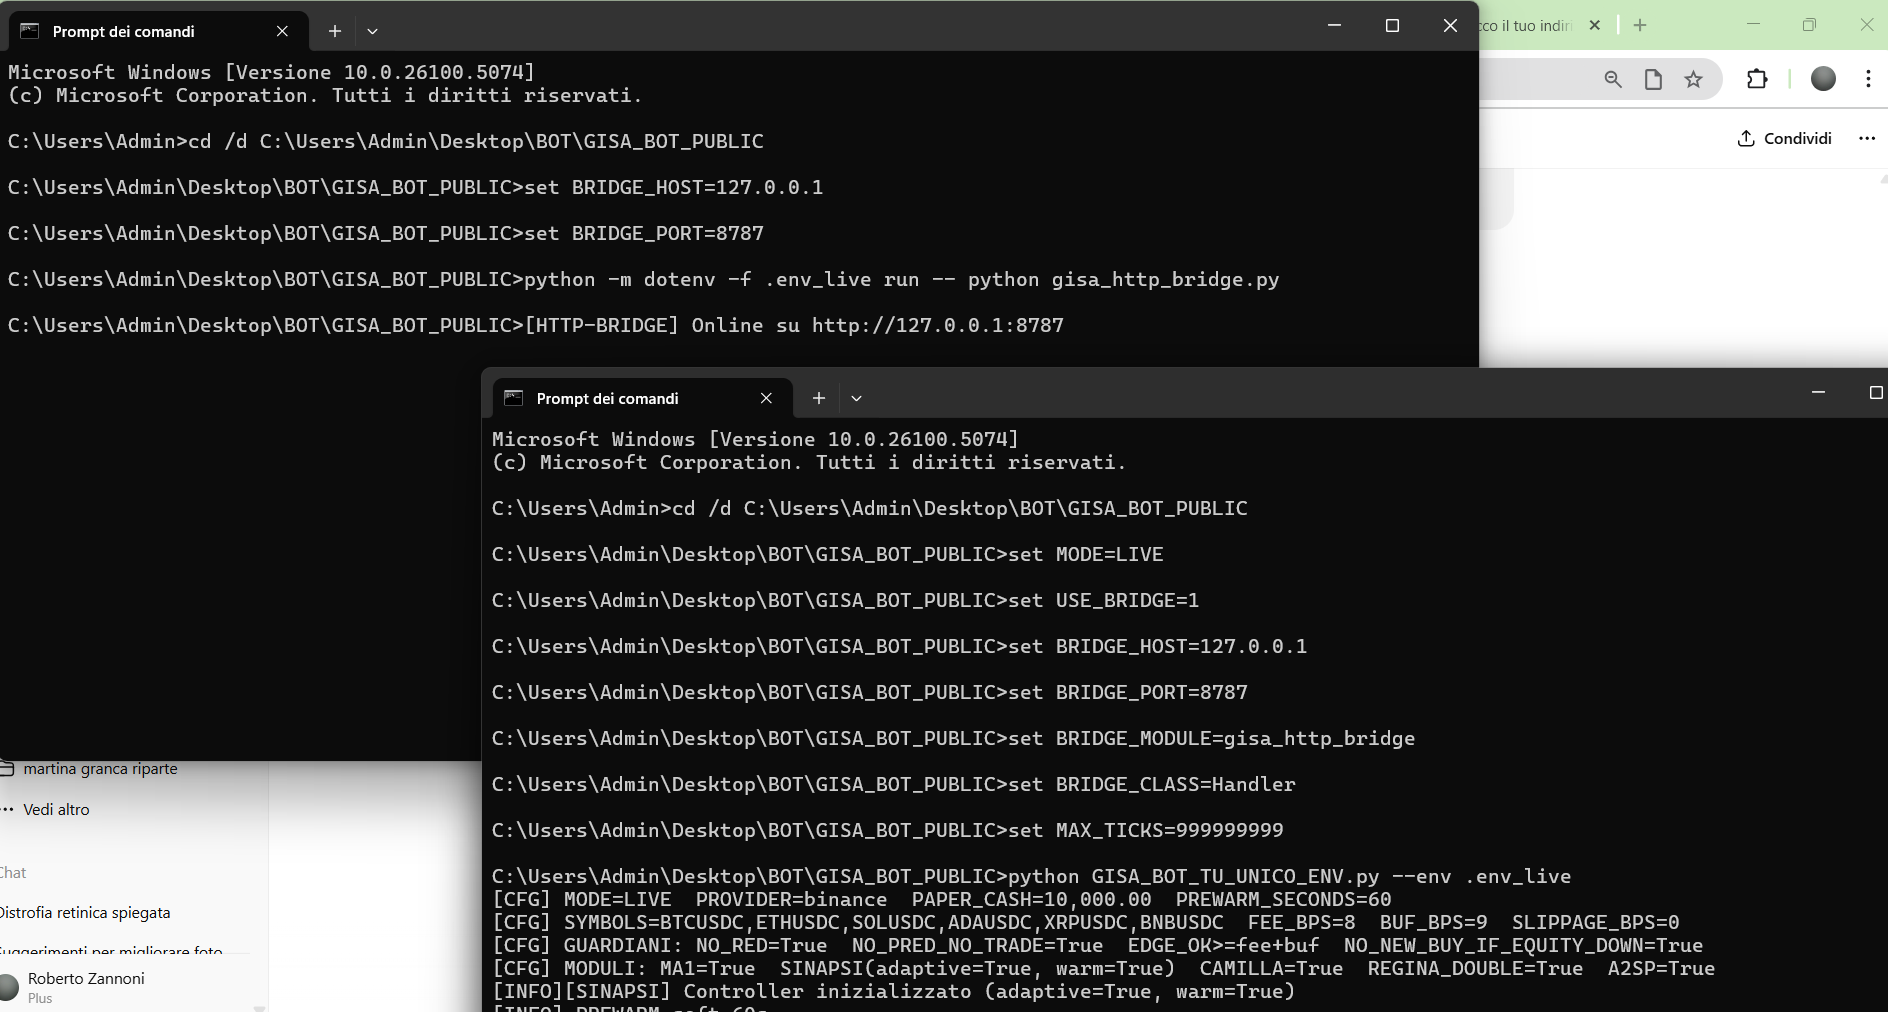 Prompt dei comandi
Microsoft Windows [Versione 10.0.26100.5074]
(c) Microsoft Corporation. Tutti i diritti riservati.
C:\Users\Admin>cd /d C:\Users\Admin\Desktop\BOT\GISA_BOT_PUBLIC
C:\Users\Admin\Desktop\BOT\GISA_BOT_PUBLIC>set BRIDGE_HOST=127.0.0.1
C:\Users\Admin\Desktop\BOT\GISA_BOT_PUBLIC>set BRIDGE_PORT=8787
C:\Users\Admin\Desktop\BOT\GISA_BOT_PUBLIC>python -m dotenv -f .env_live run -- python gisa_http_bridge.py
C:\Users\Admin\Desktop\BOT\GISA_BOT_PUBLIC>[HTTP-BRIDGE] Online su http://127.0.0.1:8787
il tuo
Condividi
Prompt dei comandi
Microsoft Windows [Versione 10.0.26100.5074]
(c) Microsoft Corporation. Tutti i diritti riservati.
C:\Users\Admin>cd /d C:\Users\Admin\Desktop\BOT\GISA_BOT_PUBLIC
C:\Users\Admin\Desktop\BOT\GISA_BOT_PUBLIC>set MODE=LIVE
C:\Users\Admin\Desktop\BOT\GISA_BOT_PUBLIC>set USE_BRIDGE=1
C:\Users\Admin\Desktop\BOT\GISA_BOT_PUBLIC>set BRIDGE_HOST=127.0.0.1
C:\Users\Admin\Desktop\BOT\GISA_BOT_PUBLIC>set BRIDGE_PORT=8787
C:\Users\Admin\Desktop\BOT\GISA_BOT_PUBLIC>set BRIDGE_MODULE=gisa_http_bridge
C:\Users\Admin\Desktop\BOT\GISA_BOT_PUBLIC>set BRIDGE_CLASS=Handler
C:\Users\Admin\Desktop\BOT\GISA_BOT_PUBLIC>set MAX_TICKS=999999999
C:\Users\Admin\Desktop\BOT\GISA_BOT_PUBLIC>python GISA_BOT_TU_UNICO_ENV.py --env .env_live
[CFG] MODE=LIVE  PROVIDER=binance  PAPER_CASH=10,000.00  PREWARM_SECONDS=60
[CFG] SYMBOLS=BTCUSDC,ETHUSDC,SOLUSDC,ADAUSDC,XRPUSDC,BNBUSDC  FEE_BPS=8  BUF_BPS=9  SLIPPAGE_BPS=0
[CFG] GUARDIANI: NO_RED=True  NO_PRED_NO_TRADE=True  EDGE_OK>=fee+buf  NO_NEW_BUY_IF_EQUITY_DOWN=True
[CFG] MODULI: MA1=True  SINAPSI(adaptive=True, warm=True)  CAMILLA=True  REGINA_DOUBLE=True  A2SP=True
[INFO][SINAPSI] Controller inizializzato (adaptive=True, warm=True)
martina granca riparte
Vedi altro
Chat
Distrofia retinica spiegata
Suggerimenti per migliorare foto
Roberto Zannoni
Plus